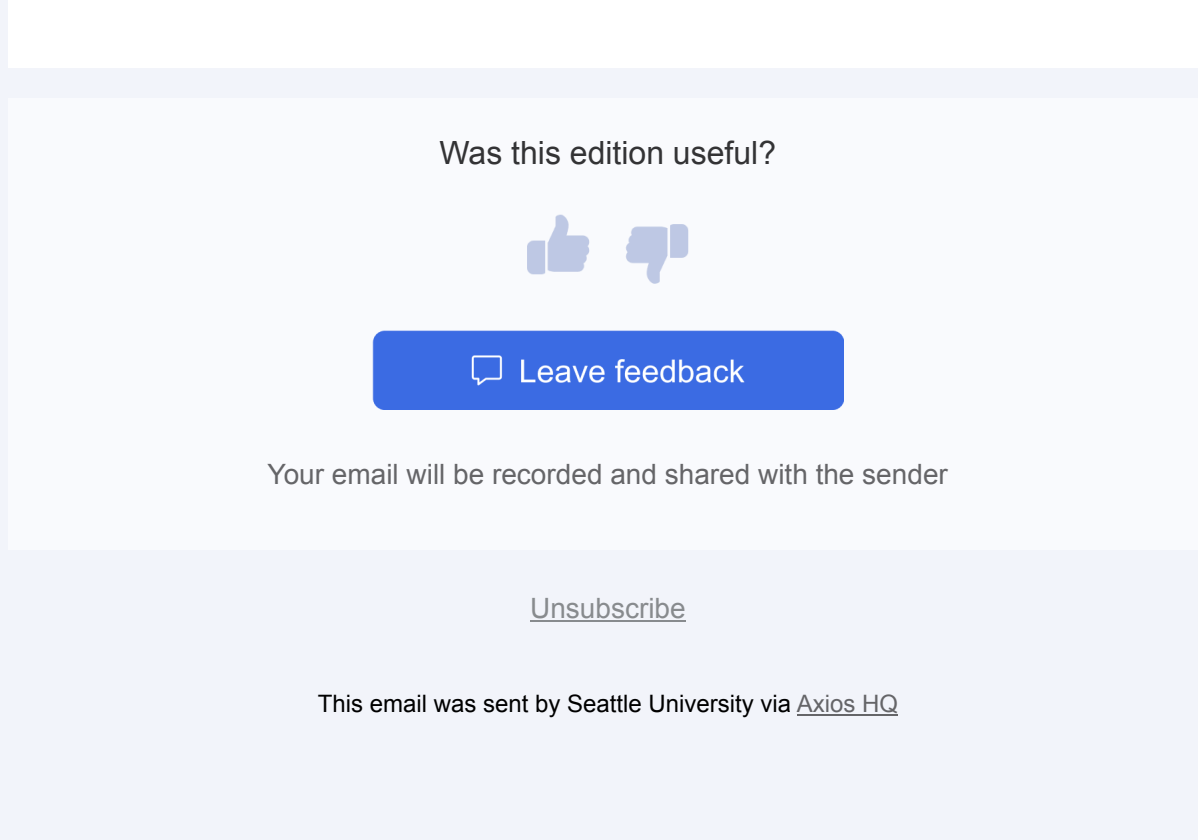 Was this edition useful?
Leave feedback
Your email will be recorded and shared with the sender
Unsubscribe
This email was sent by Seattle University via Axios HQ